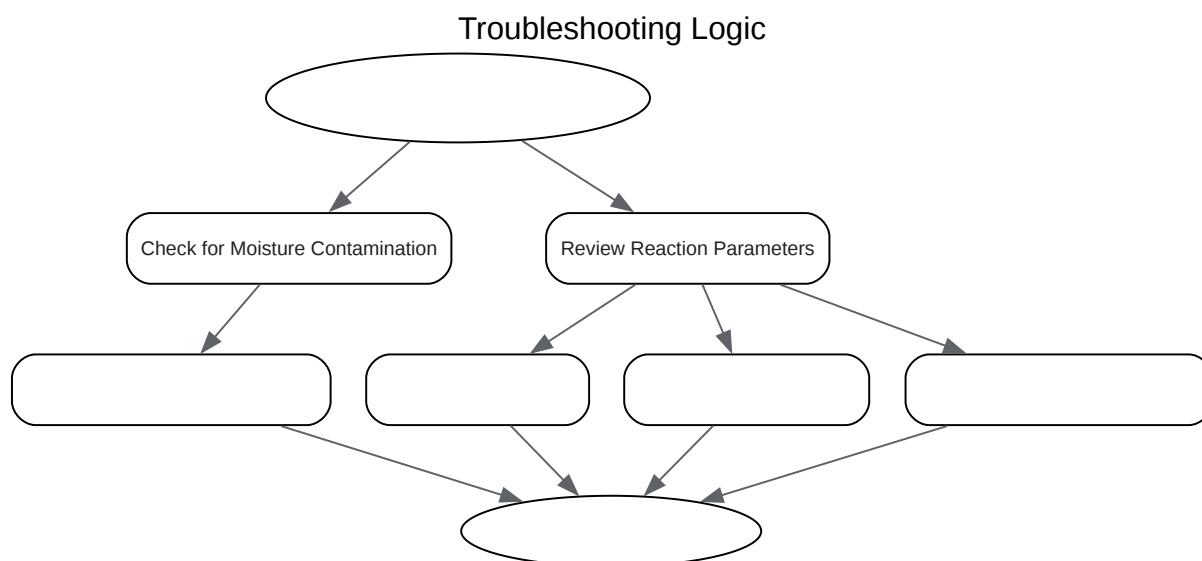 Troubleshooting Logic
Check for Moisture Contamination
Review Reaction Parameters